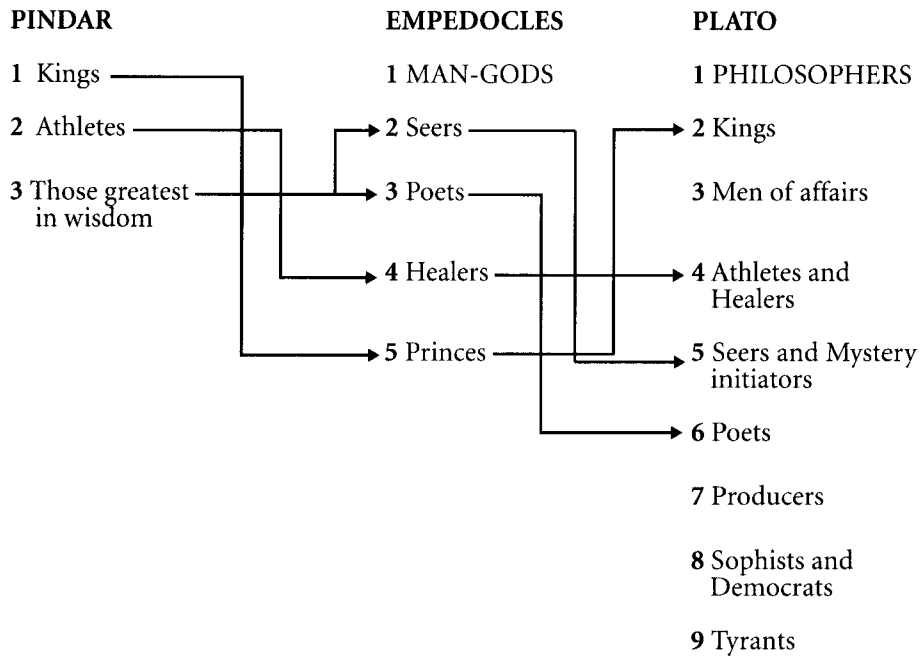 PINDAR
1 Kings
2 Athletes
3 Those greatest
in wisdom
EMPEDOCLES
1 MAN-GODS
2 Seers
3 Poets
4 Healers
5 Princes
PLATO
1 PHILOSOPHERS
2 Kings
3 Men of affairs
4 Athletes and
Healers
5 Seers and Mystery
initiators
6 Poets
7 Producers
8 Sophists and
Democrats
9 Tyrants